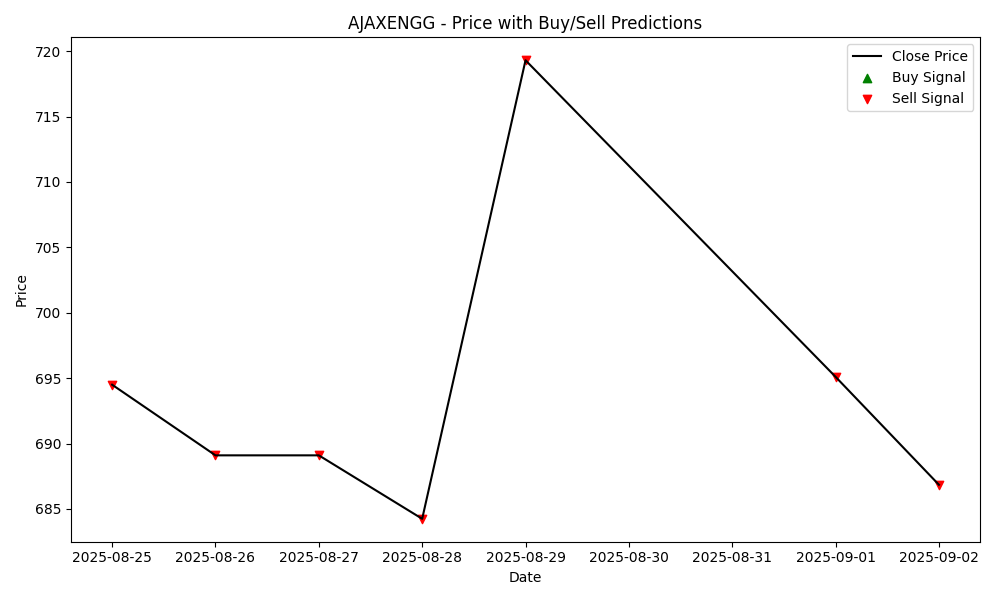 AJAXENGG - Price with Buy/Sell Predictions
Close Price
Buy Signal
Sell Signal
Price
720
715
710
705
700
695
690
685
2025-08-25 2025-08-26 2025-08-27 2025-08-28 2025-08-29 2025-08-30 2025-08-31 2025-09-01 2025-09-02
Date